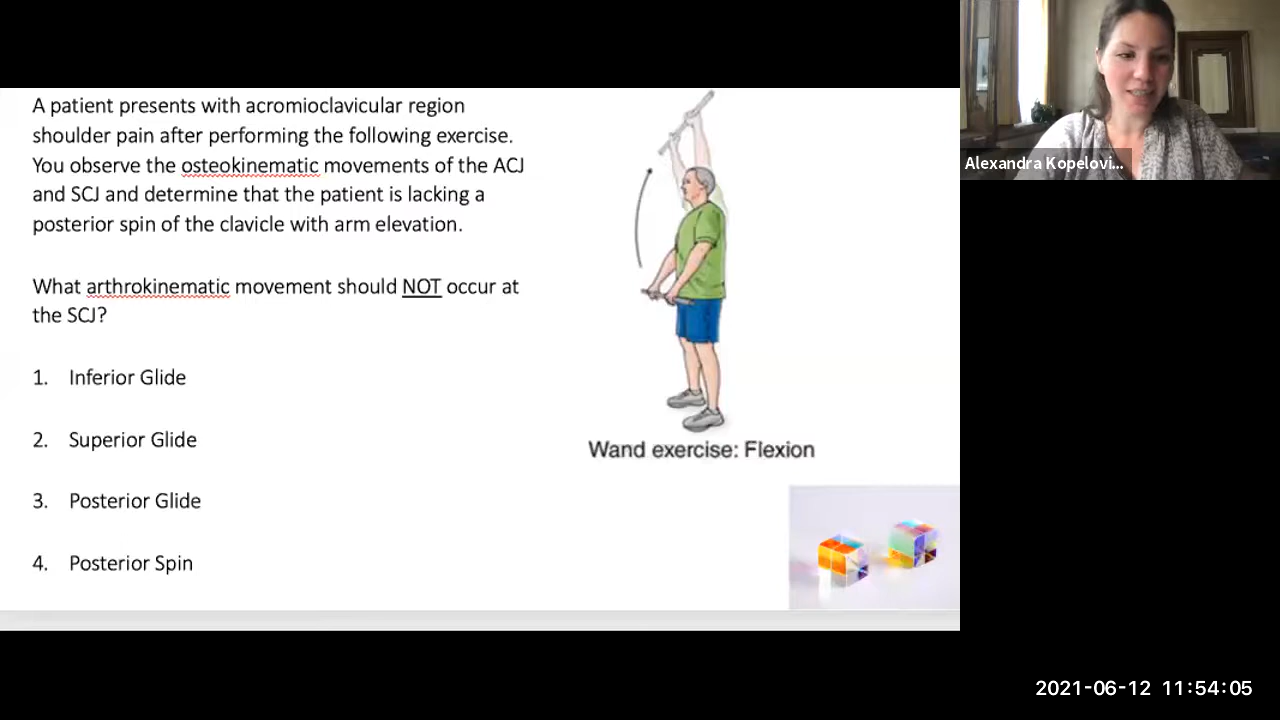 A patient presents with acromioclavicular region
shoulder pain after performing the following exercise.
You observe the osteokinematic movements of the ACJ
and SCJ and determine that the patient is lacking a
posterior spin of the clavicle with arm elevation.
What arthrokinematic movement should NOT occur at
the SCJ?
1. Inferior Glide
2. Superior Glide
3. Posterior Glide
4. Posterior Spin
Wand exercise: Flexion
Alexandra Kopelovi...
2021-06-12 11:54:05